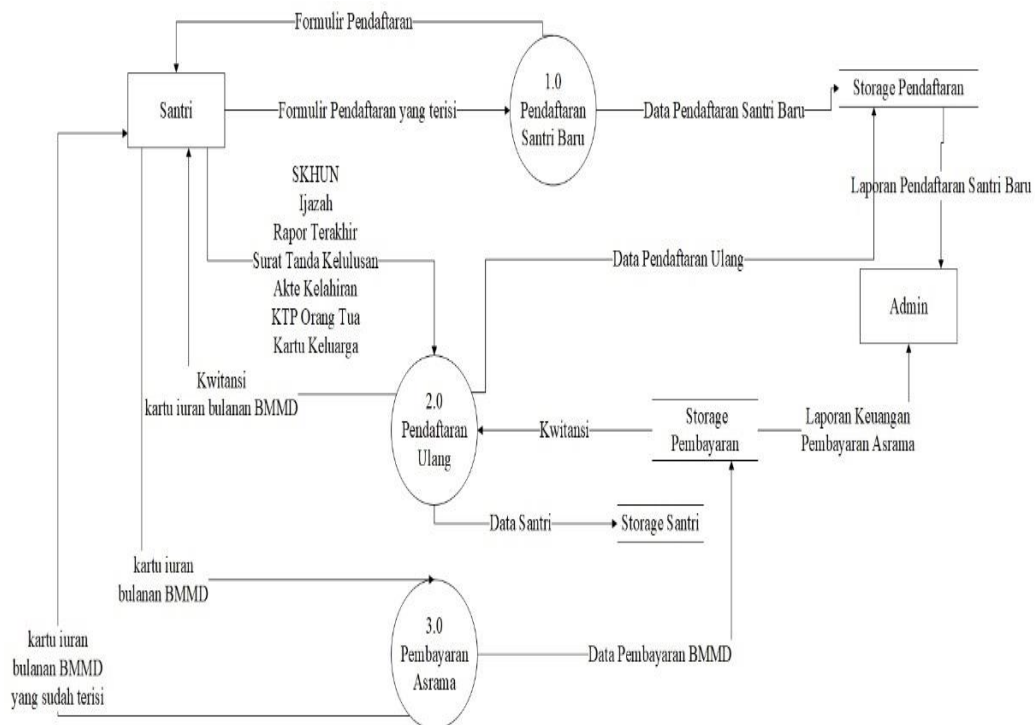 Formulir Pendaftaran
1.0
Pendaftaran
Santri Baru
Santri
Formulir Pendaftaran yang terisi
Data Pendaftaran Santri Baru
Storage Pendaftaran
SKHUN
Ijazah
Rapor Terakhir
Surat Tanda Kelulusan
Akte Kelahiran
KTP Orang Tua
Kartu Keluarga
Laporan Pendaftaran Santri Baru
Data Pendaftaran Ulang
Admin
Kwitansi
kartu iuran bulanan BMMD
2.0
Pendaftaran
Ulang
Kwitansi
Storage
Pembayaran
Laporan Keuangan
Pembayaran Asrama
Data Santri
Storage Santri
kartu iuran
bulanan BMMD
3.0
Pembayaran
Asrama
Data Pembayaran BMMD
kartu iuran
bulanan BMMD
yang sudah terisi